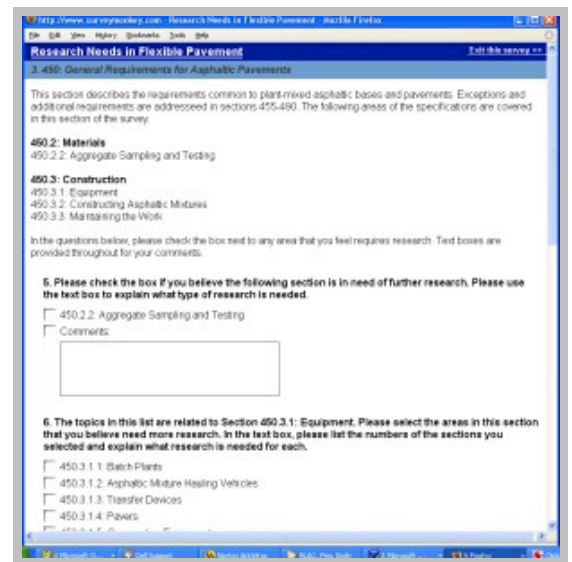 http://www.surveymonkey.com - Research Needs in Flexible Pavement - Mozilla Firefox
File Edit View History Bookmarks Tools Help
Research Needs in Flexible Pavement
Exit this survey >>
3. 450: General Requirements for Asphaltic Pavements
This section describes the requirements common to plant-mixed asphaltic bases and pavements. Exceptions and
additional requirements are addresseed in sections 455-490. The following areas of the specifications are covered
in this section of the survey:
450.2: Materials
450.2.2: Aggregate Sampling and Testing
450.3: Construction
450.3.1: Equipment
450.3.2: Constructing Asphaltic Mixtures
450.3.3: Maintaining the Work
In the questions below, please check the box next to any area that you feel requires research. Text boxes are
provided throughout for your comments.
5. Please check the box if you believe the following section is in need of further research. Please use
the text box to explain what type of research is needed.
450.2.2: Aggregate Sampling and Testing
Comments:
6. The topics in this list are related to Section 450.3.1: Equipment. Please select the areas in this section
that you believe need more research. In the text box, please list the numbers of the sections you
selected and explain what research is needed for each.
450.3.1.1: Batch Plants
450.3.1.2: Asphaltic Mixture Hauling Vehicles
450.3.1.3: Transfer Devices
450.3.1.4: Pavers